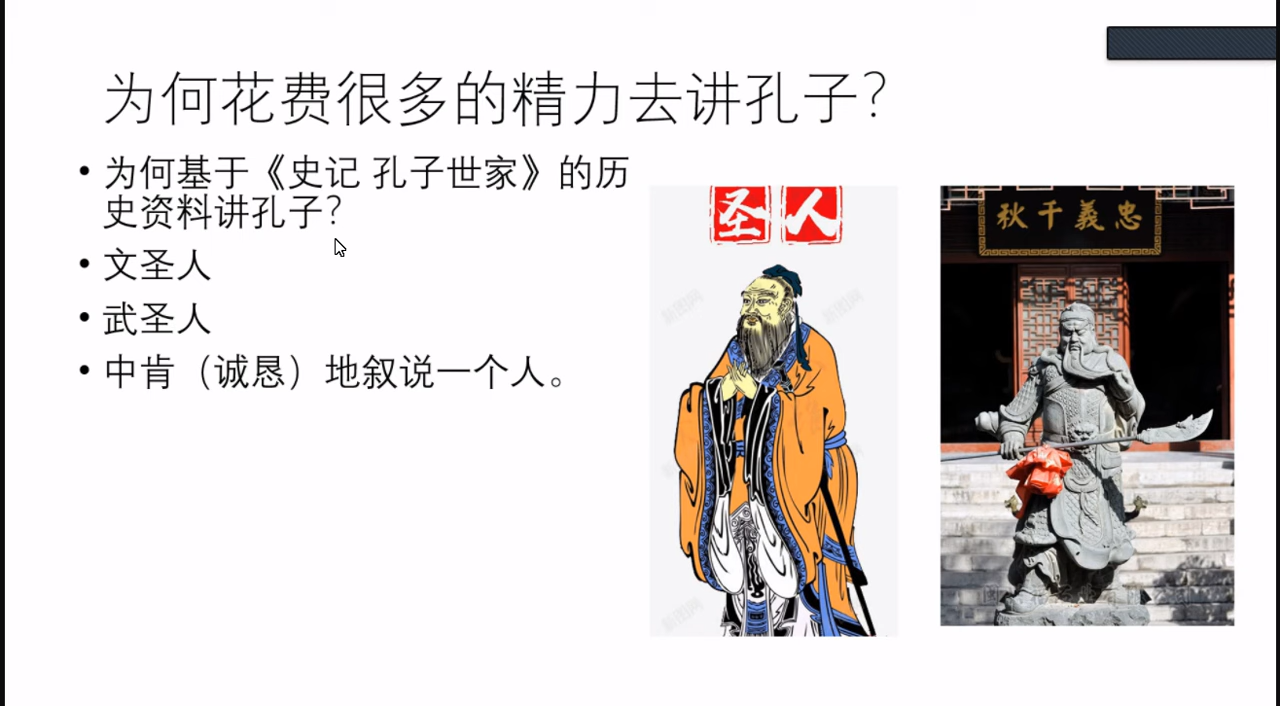 为何花费很多的精力去讲孔子？
• 为何基于《史记 孔子世家》的历
史资料讲孔子？
• 文圣人
• 武圣人
• 中肯（诚恳）地叙说一个人。
圣人
秋千義忠